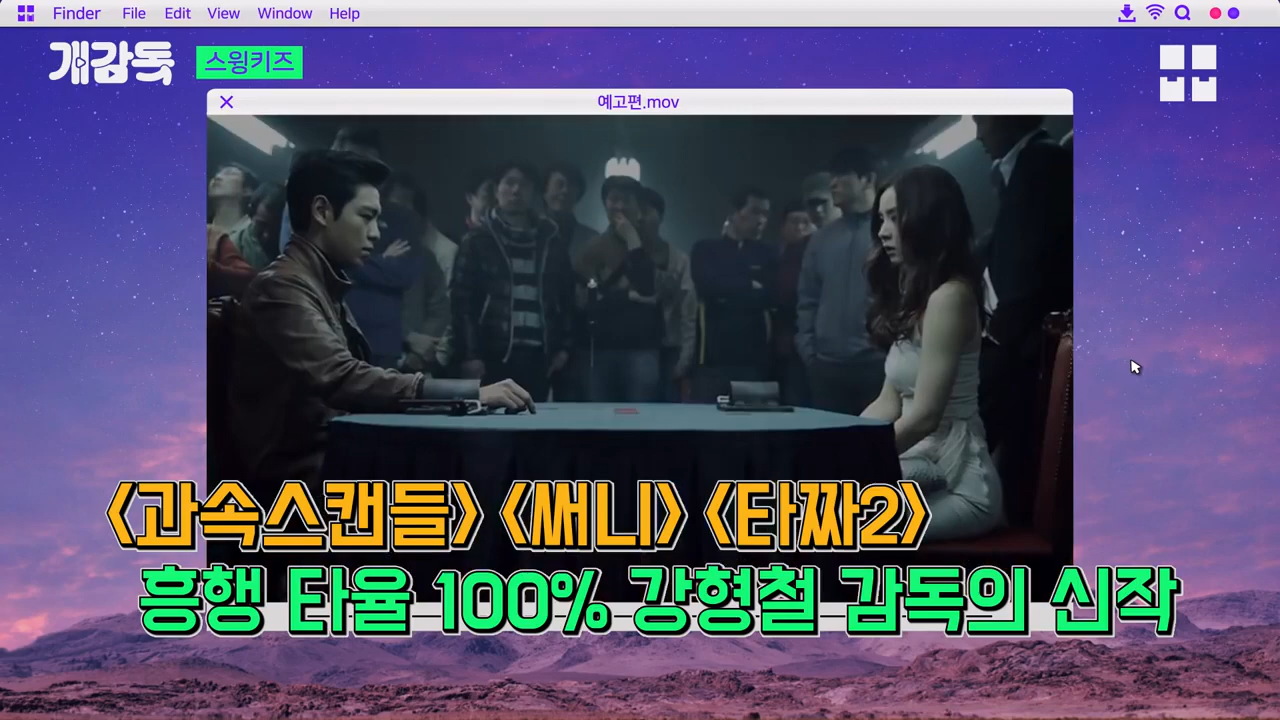 Finder File Edit View Window Help
개감독 스윙키즈
예고편.mov
<과속스캔들> <써니> <타짜2>
흥행 타율 100% 강형철 감독의 신작